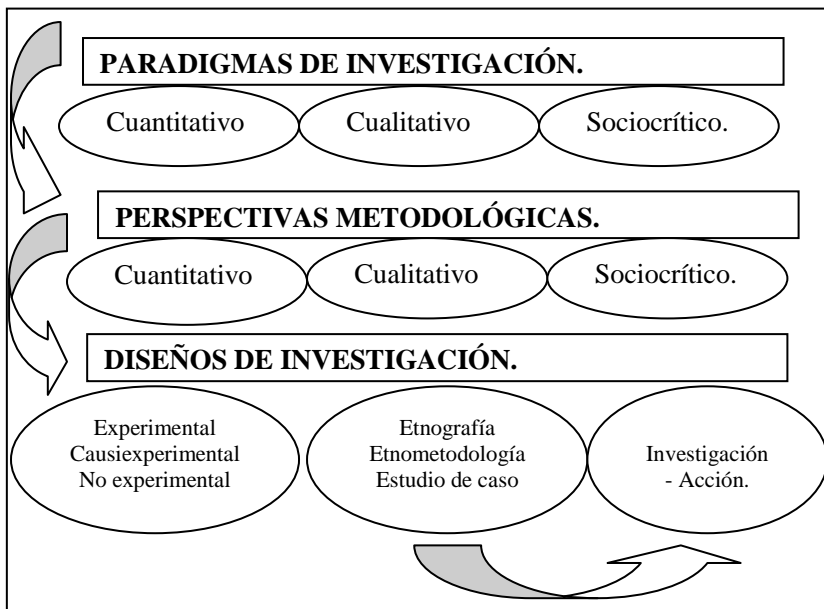 PARADIGMAS DE INVESTIGACIÓN.
Cuantitativo
Cualitativo
Sociocrítico.
PERSPECTIVAS METODOLÓGICAS.
Cuantitativo
Cualitativo
Sociocrítico.
DISEÑOS DE INVESTIGACIÓN.
Experimental
Causiexperimental
No experimental
Etnografía
Etnometodología
Estudio de caso
Investigación
- Acción.